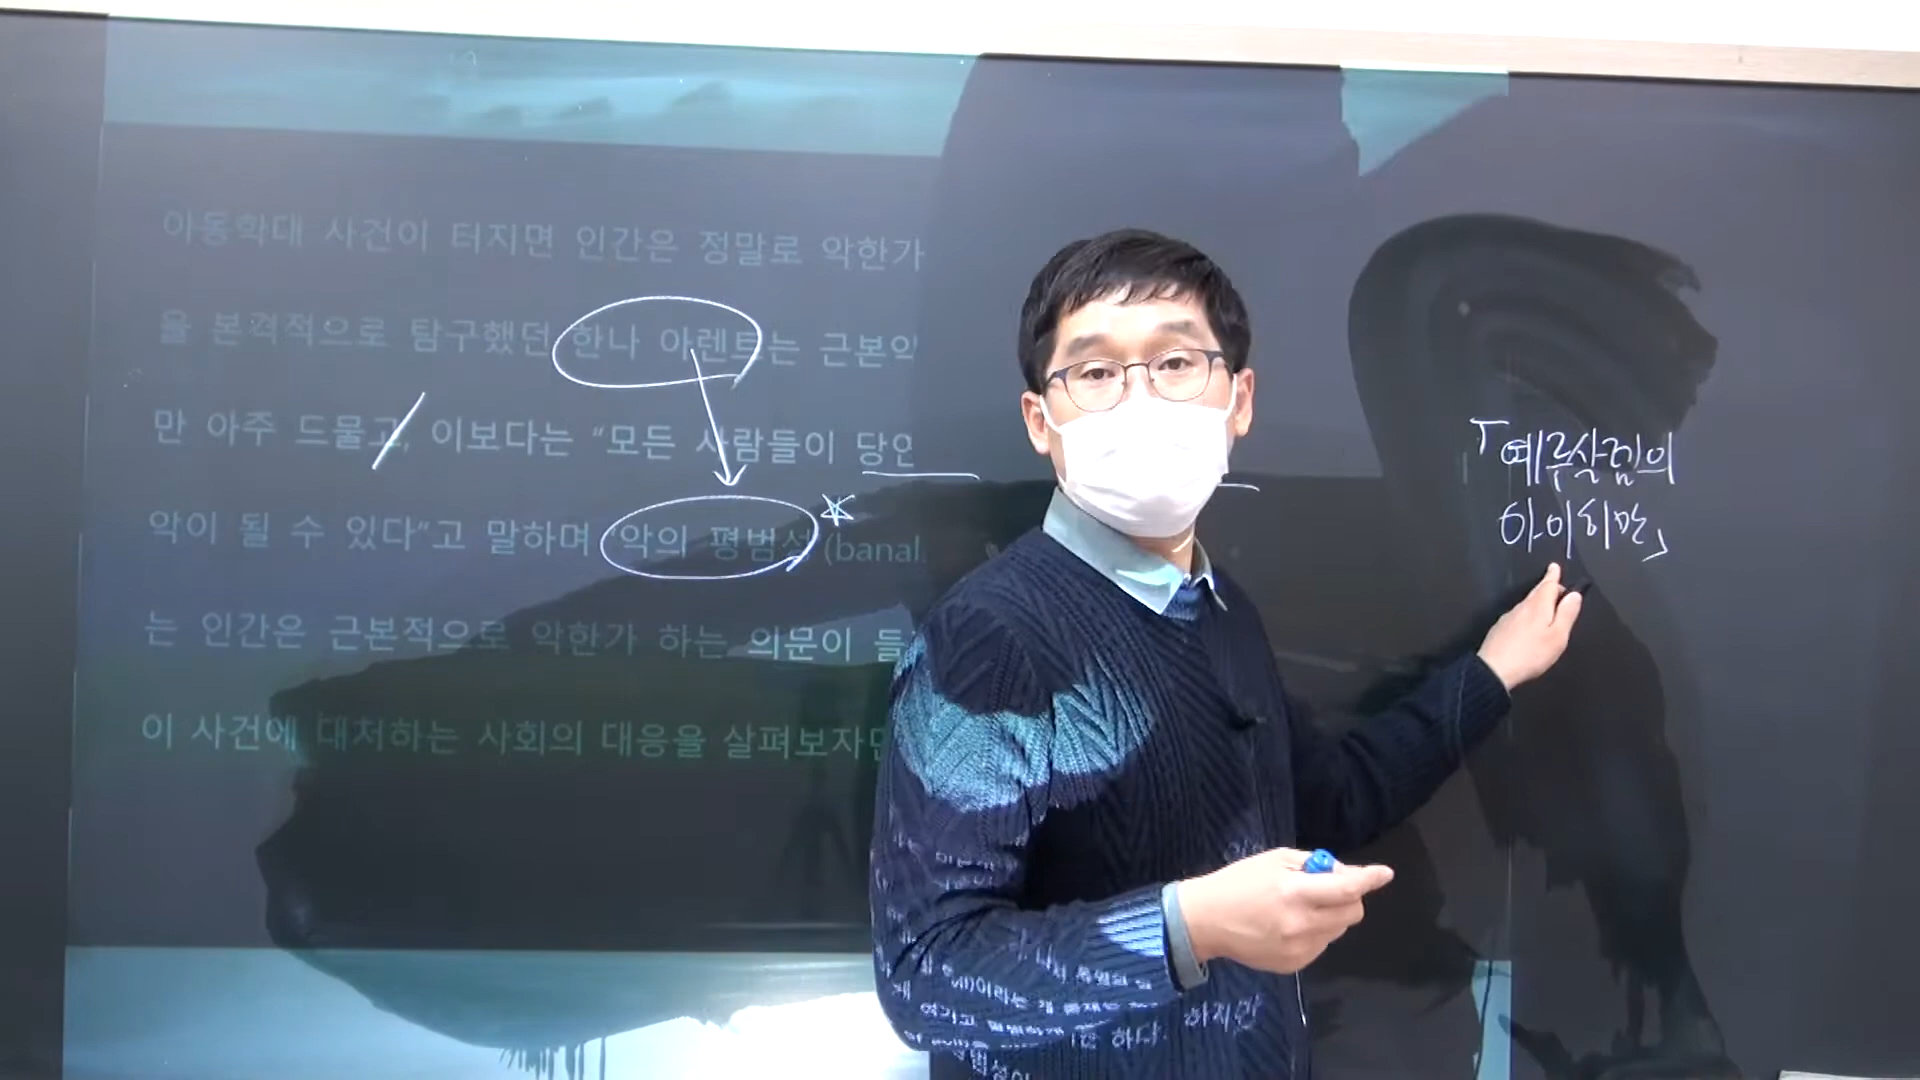 아동학대 사건이 터지면 인간은 정말로 악한가
을 본격적으로 탐구했던 한나 아렌트는 근본악
만 아주 드물고, 이보다는 “모든 사람들이 당연
악이 될 수 있다”고 말하며 '악의 평범성'(banal
는 인간은 근본적으로 악한가 하는 의문이 들
이 사건에 대처하는 사회의 대응을 살펴보자면
「예루살렘의
아이히만」
하다. 하지만